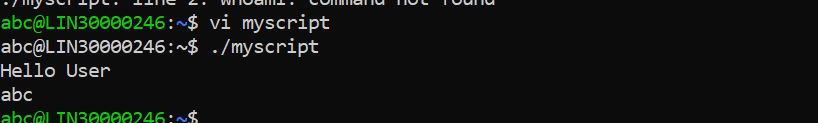 ./myscript: line 2: whoami: command not found
abc@LIN30000246:~$ vi myscript
abc@LIN30000246:~$ ./myscript
Hello User
abc
abc@LIN30000246:~$